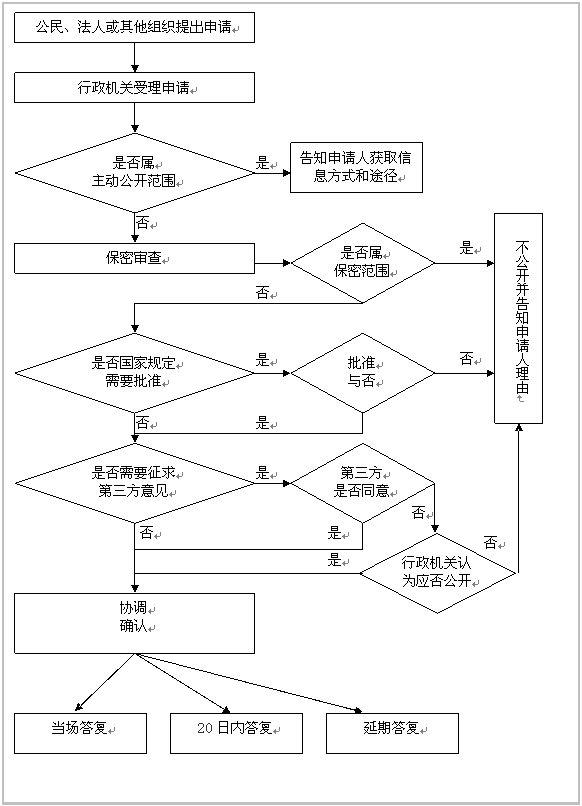 公民、法人或其他组织提出申请
行政机关受理申请
是否属
主动公开范围
是
告知申请人获取信
息方式和途径
否
保密审查
是否属
保密范围
是
不公开并告知申请人理由
否
是否国家规定
需要批准
是
批准
与否
否
否
是
是否需要征求
第三方意见
是
第三方
是否同意
否
否
是
是
行政机关认
为应否公开
否
协调
确认
当场答复
20 日内答复
延期答复